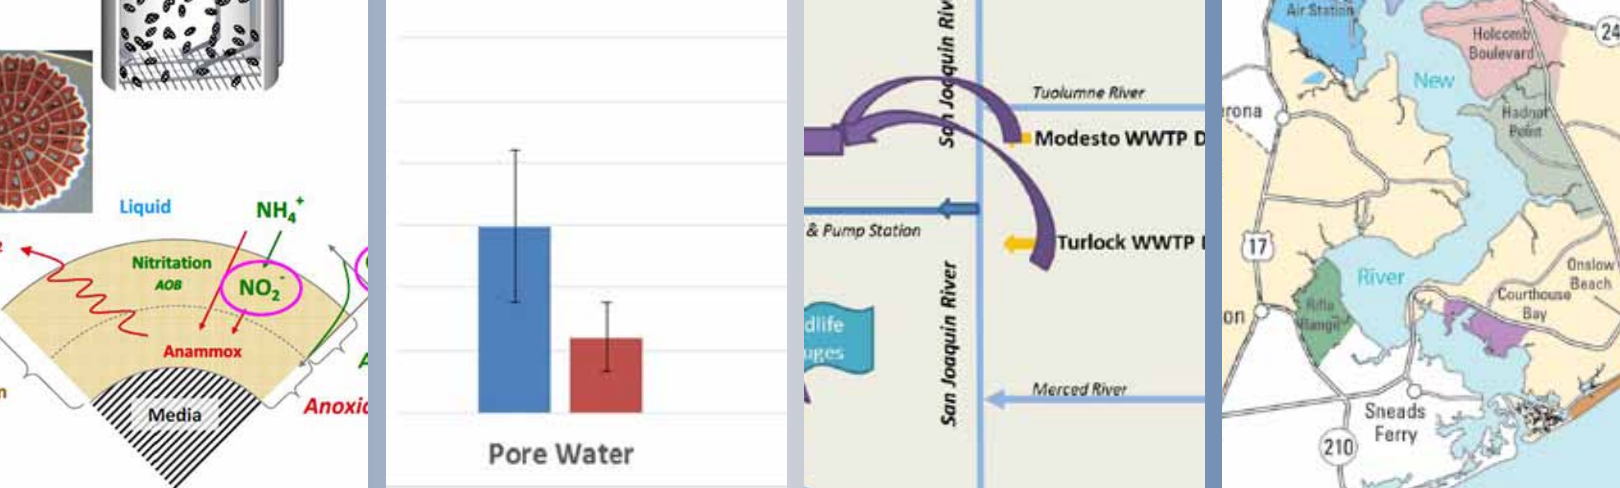 Liquid
NH₄⁺
Nitritation
AOB
NO₂⁻
Anammox
Media
Anoxic
Pore Water
San Joaquin River
Tuolumne River
Modesto WWTP D
& Pump Station
Turlock WWTP
dlife
uges
San Joaquin River
Merced River
Air Station
Holcomb
Boulevard
24
New
Hadnot
Point
rona
17
River
Onslow
Beach
Courthouse
Bay
Rifle
Range
on
Sneads
Ferry
210